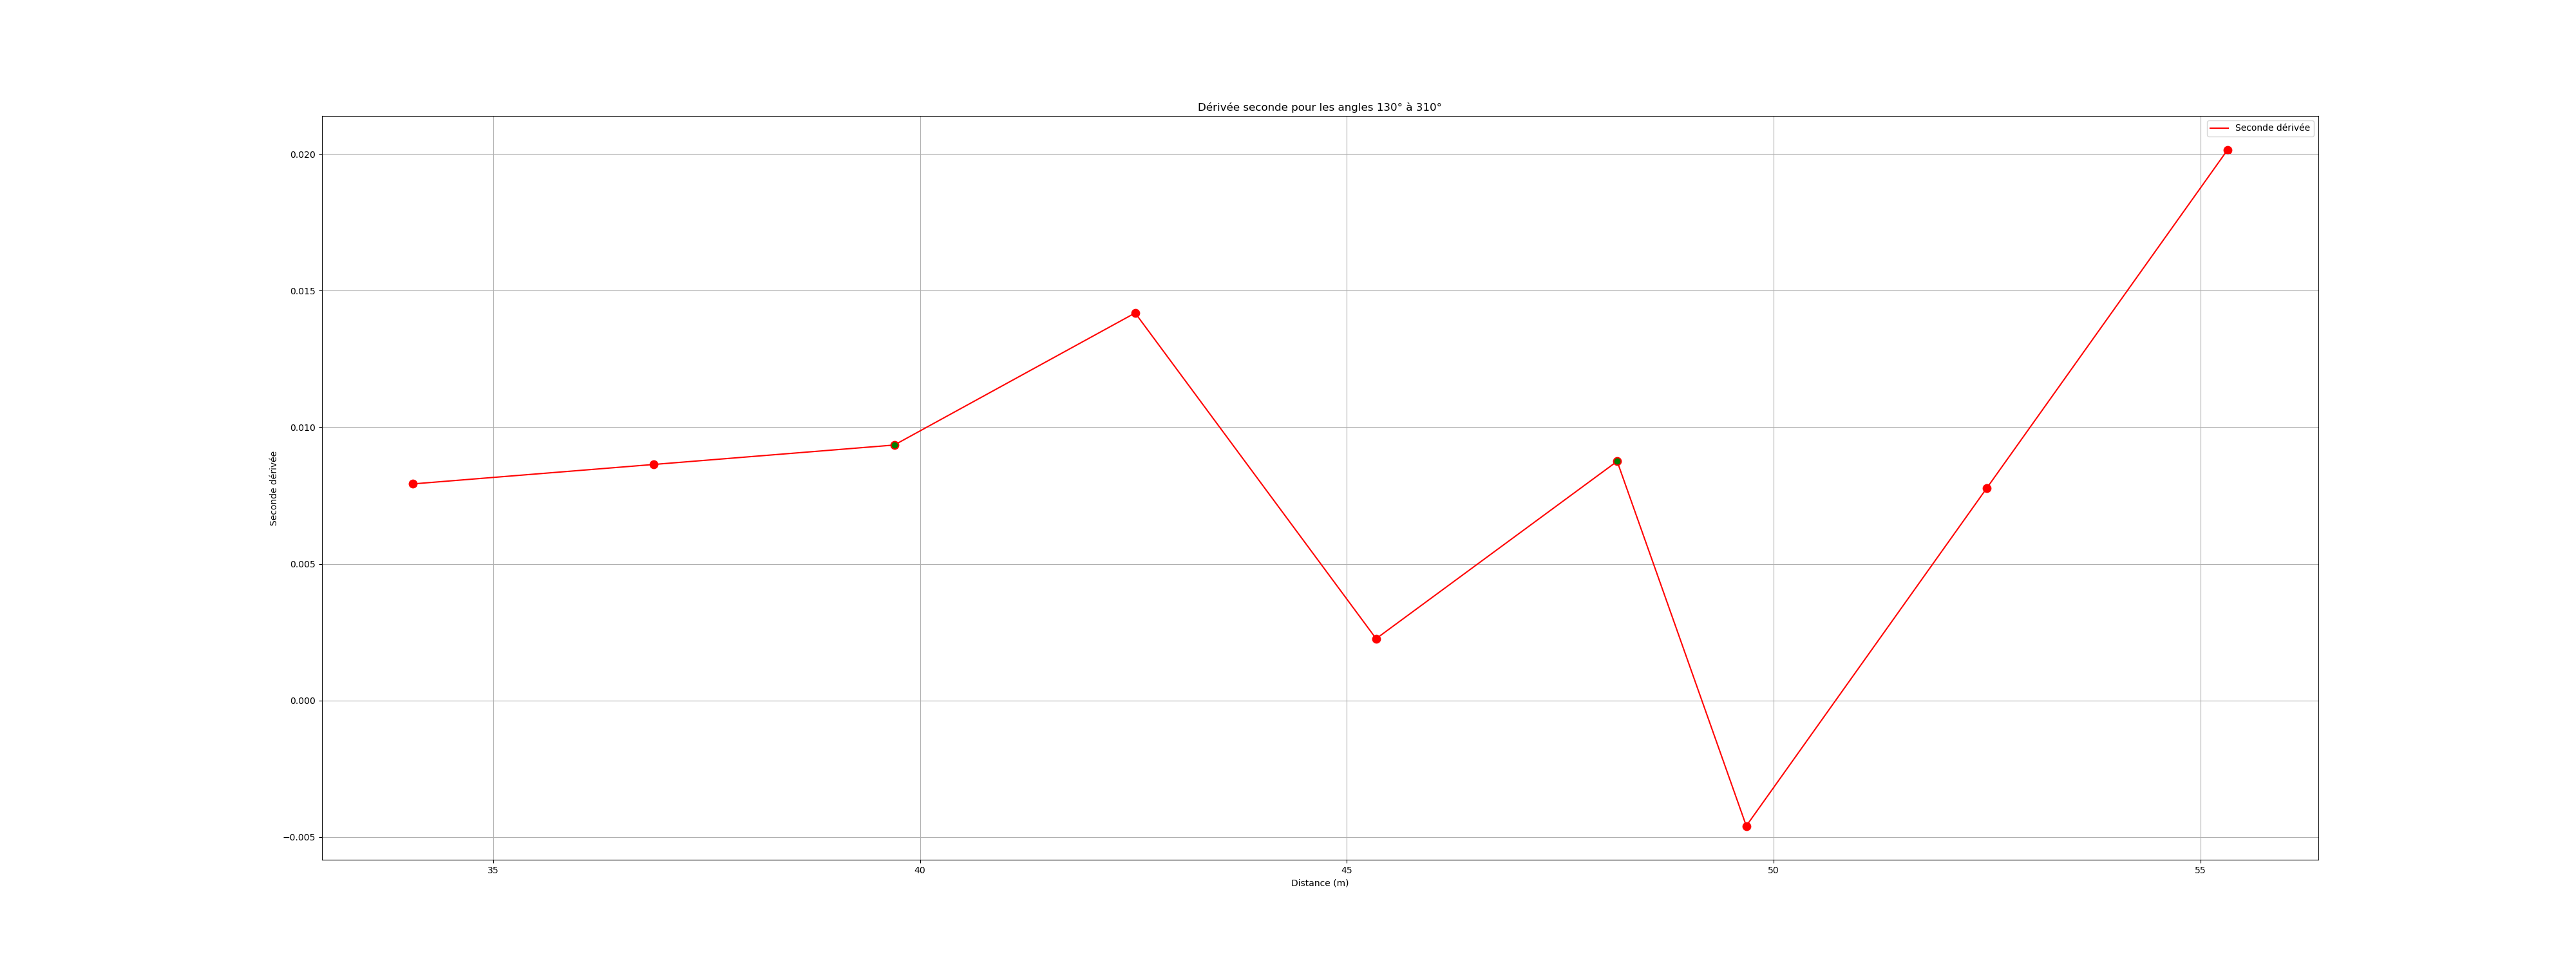 Dérivée seconde pour les angles 130° à 310°
Seconde dérivée
0.020
0.015
0.010
0.005
0.000
−0.005
Seconde dérivée
35
40
45
50
55
Distance (m)